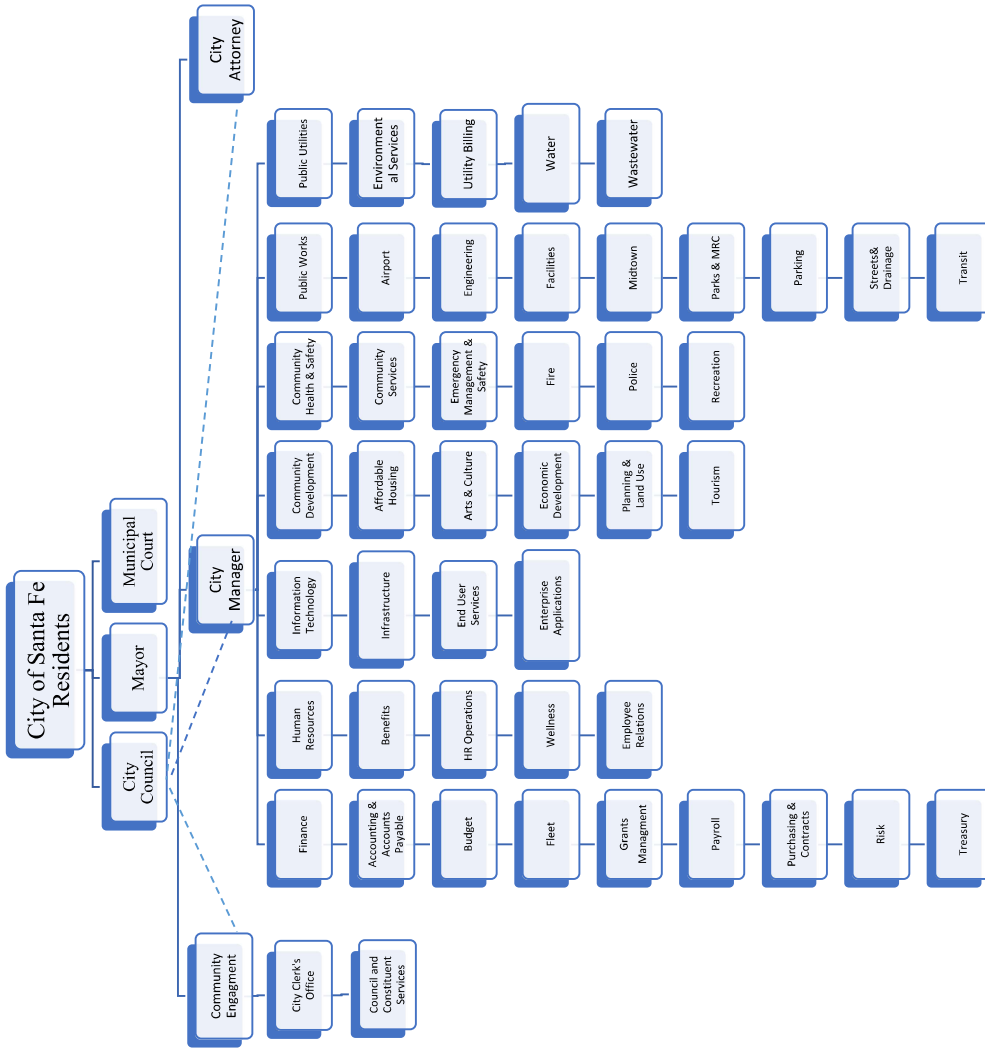 City of Santa Fe
Residents
City
Council
Mayor
Municipal
Court
Community
Engagment
City
Manager
City
Attorney
City Clerk's
Office
Council and
Constituent
Services
Finance
Accounting &
Accounts
Payable
Budget
Fleet
Grants
Managment
Payroll
Purchasing &
Contracts
Risk
Treasury
Human
Resources
Benefits
HR Operations
Wellness
Employee
Relations
Information
Technology
Infrastructure
End User
Services
Enterprise
Applications
Community
Development
Affordable
Housing
Arts & Culture
Economic
Development
Planning &
Land Use
Tourism
Community
Health & Safety
Community
Services
Emergency
Management &
Safety
Fire
Police
Recreation
Public Works
Airport
Engineering
Facilities
Midtown
Parks & MRC
Parking
Streets&
Drainage
Transit
Public Utilities
Environment
al Services
Utility Billing
Water
Wastewater